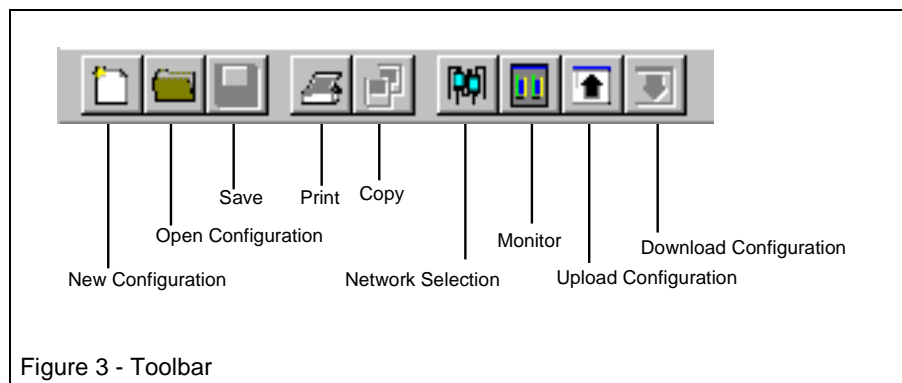 Save
Print
Copy
Open Configuration
Monitor
Download Configuration
New Configuration
Network Selection
Upload Configuration
Figure 3 - Toolbar